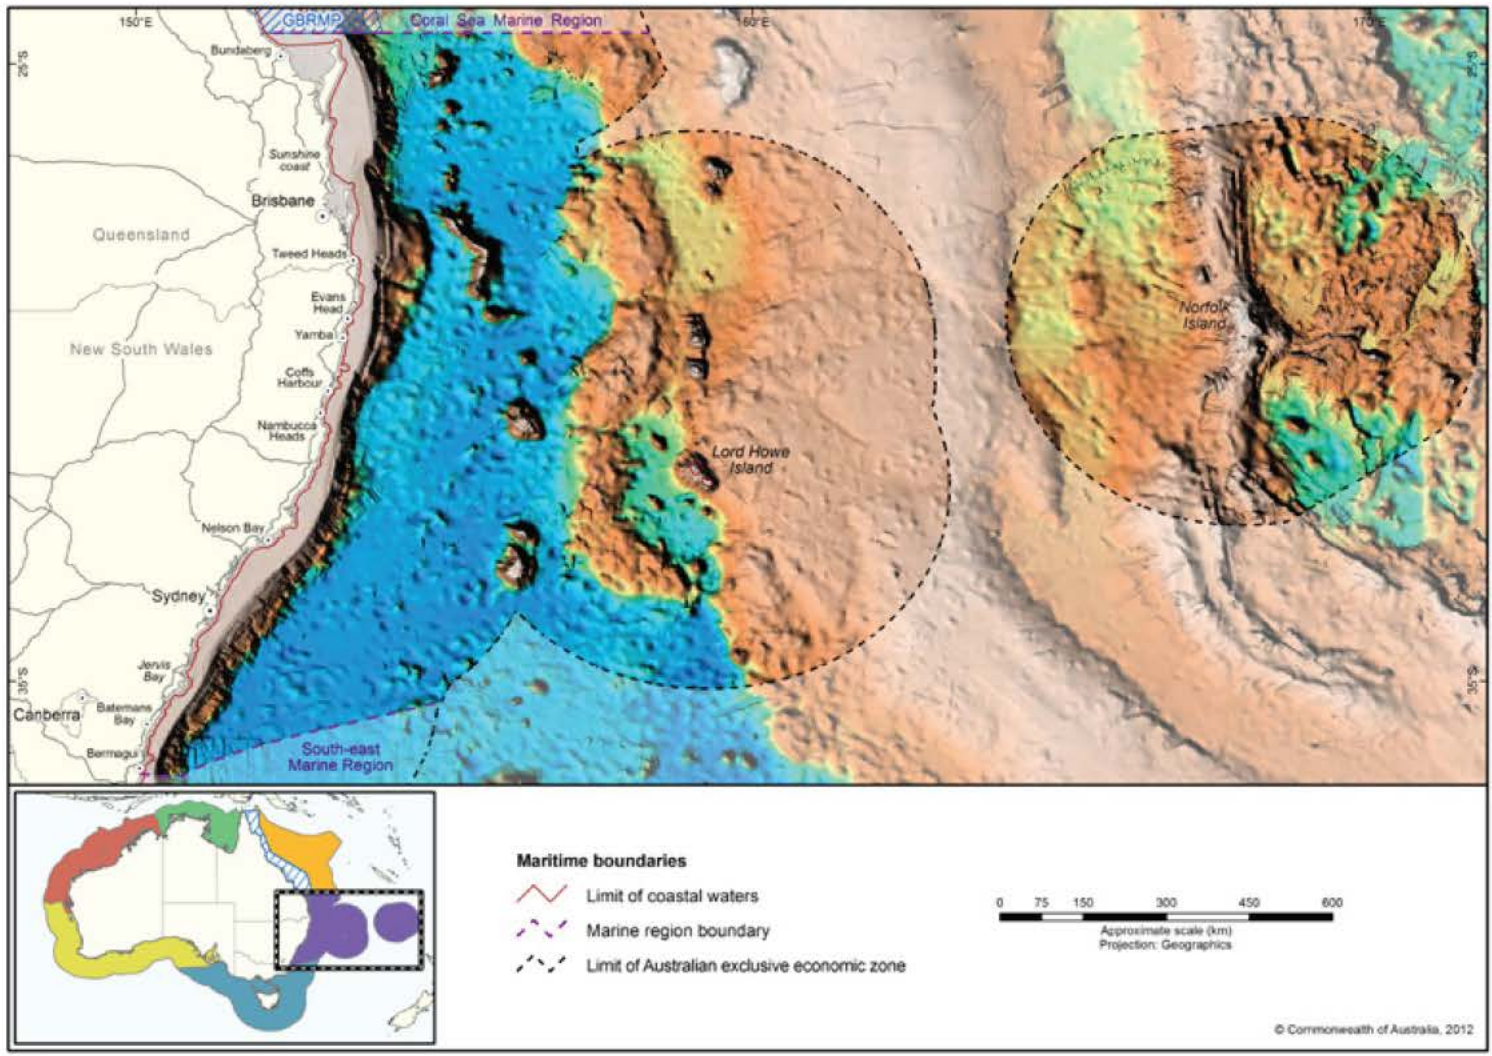 150°E
GBRMP
Coral Sea Marine Region
160°E
170°E
25°S
25°S
Bundaberg
Sunshine
coast
Brisbane
Queensland
Tweed Heads
Evans
Head
Yamba
New South Wales
Coffs
Harbour
Nambucca
Heads
Norfolk
Island
Lord Howe
Island
Nelson Bay
Sydney
Jervis
Bay
35°S
35°S
Canberra
Batemans
Bay
Bermagui
South-east
Marine Region
Maritime boundaries
Limit of coastal waters
Marine region boundary
Limit of Australian exclusive economic zone
0 75 150 300 450 600
Approximate scale (km)
Projection: Geographics
© Commonwealth of Australia, 2012